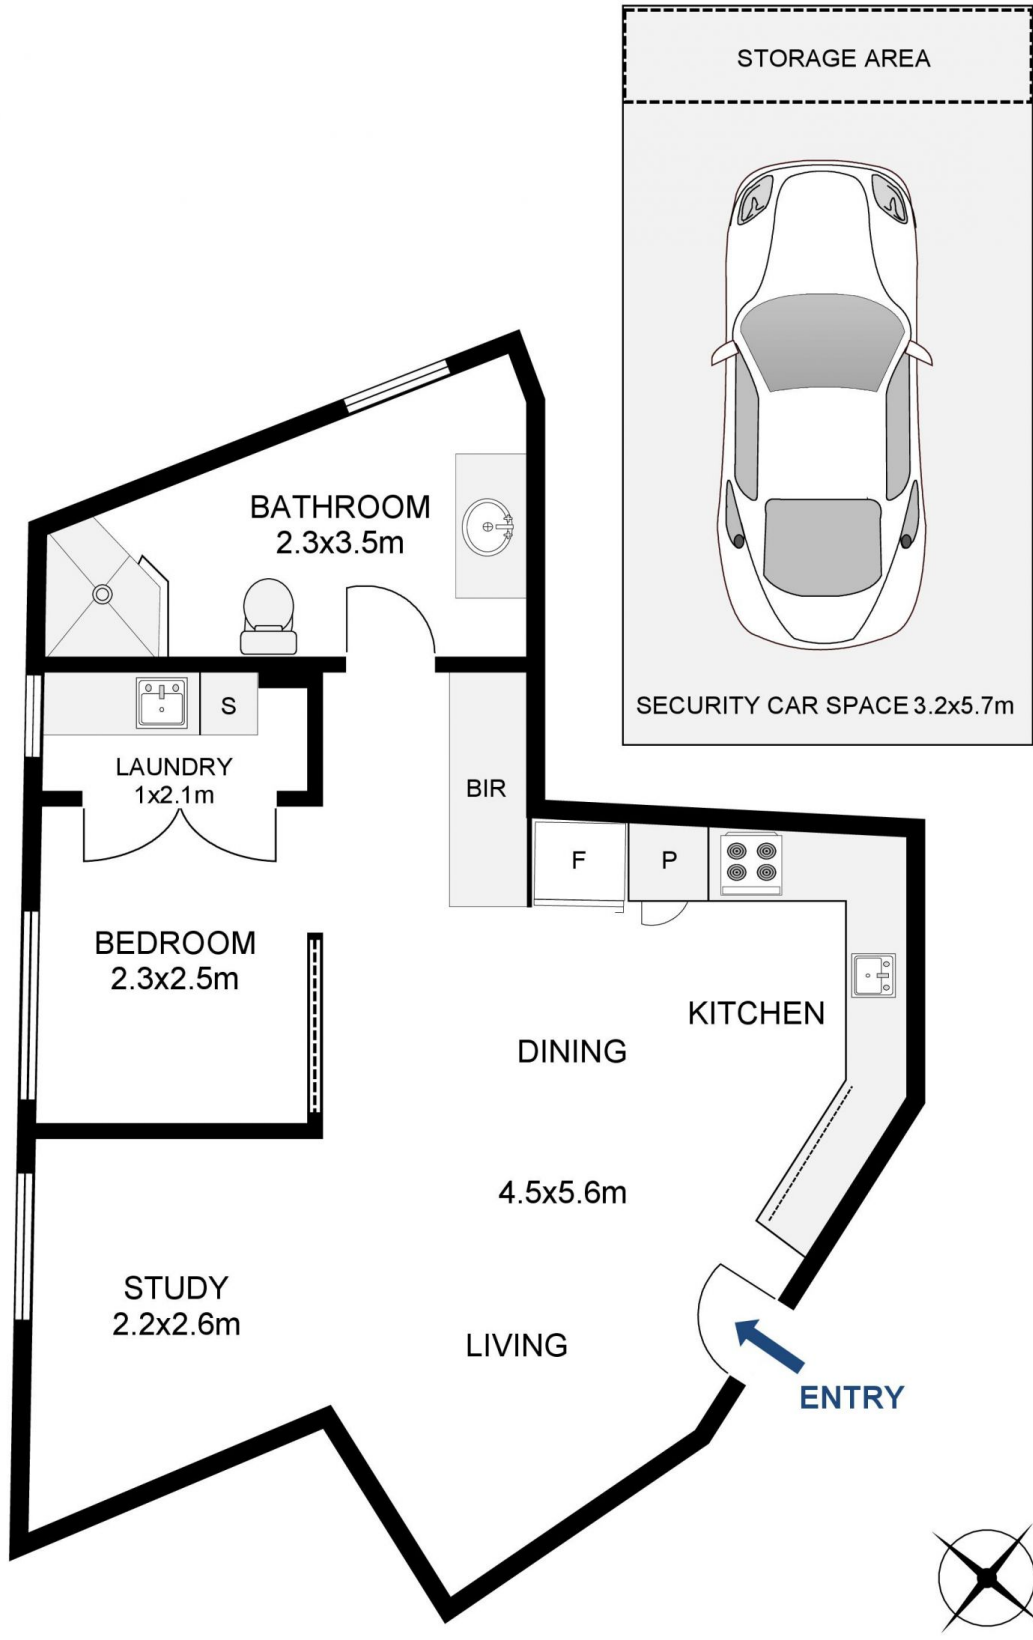 STORAGE AREA
SECURITY CAR SPACE 3.2x5.7m
BATHROOM
2.3x3.5m
S
LAUNDRY
1x2.1m
BIR
F
P
BEDROOM
2.3x2.5m
KITCHEN
DINING
4.5x5.6m
STUDY
2.2x2.6m
LIVING
ENTRY